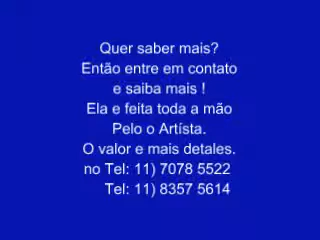 Quer saber mais?
Então entre em contato
e saiba mais !
Ela e feita toda a mão
Pelo o Artísta.
O valor e mais detales.
no Tel: 11) 7078 5522
Tel: 11) 8357 5614